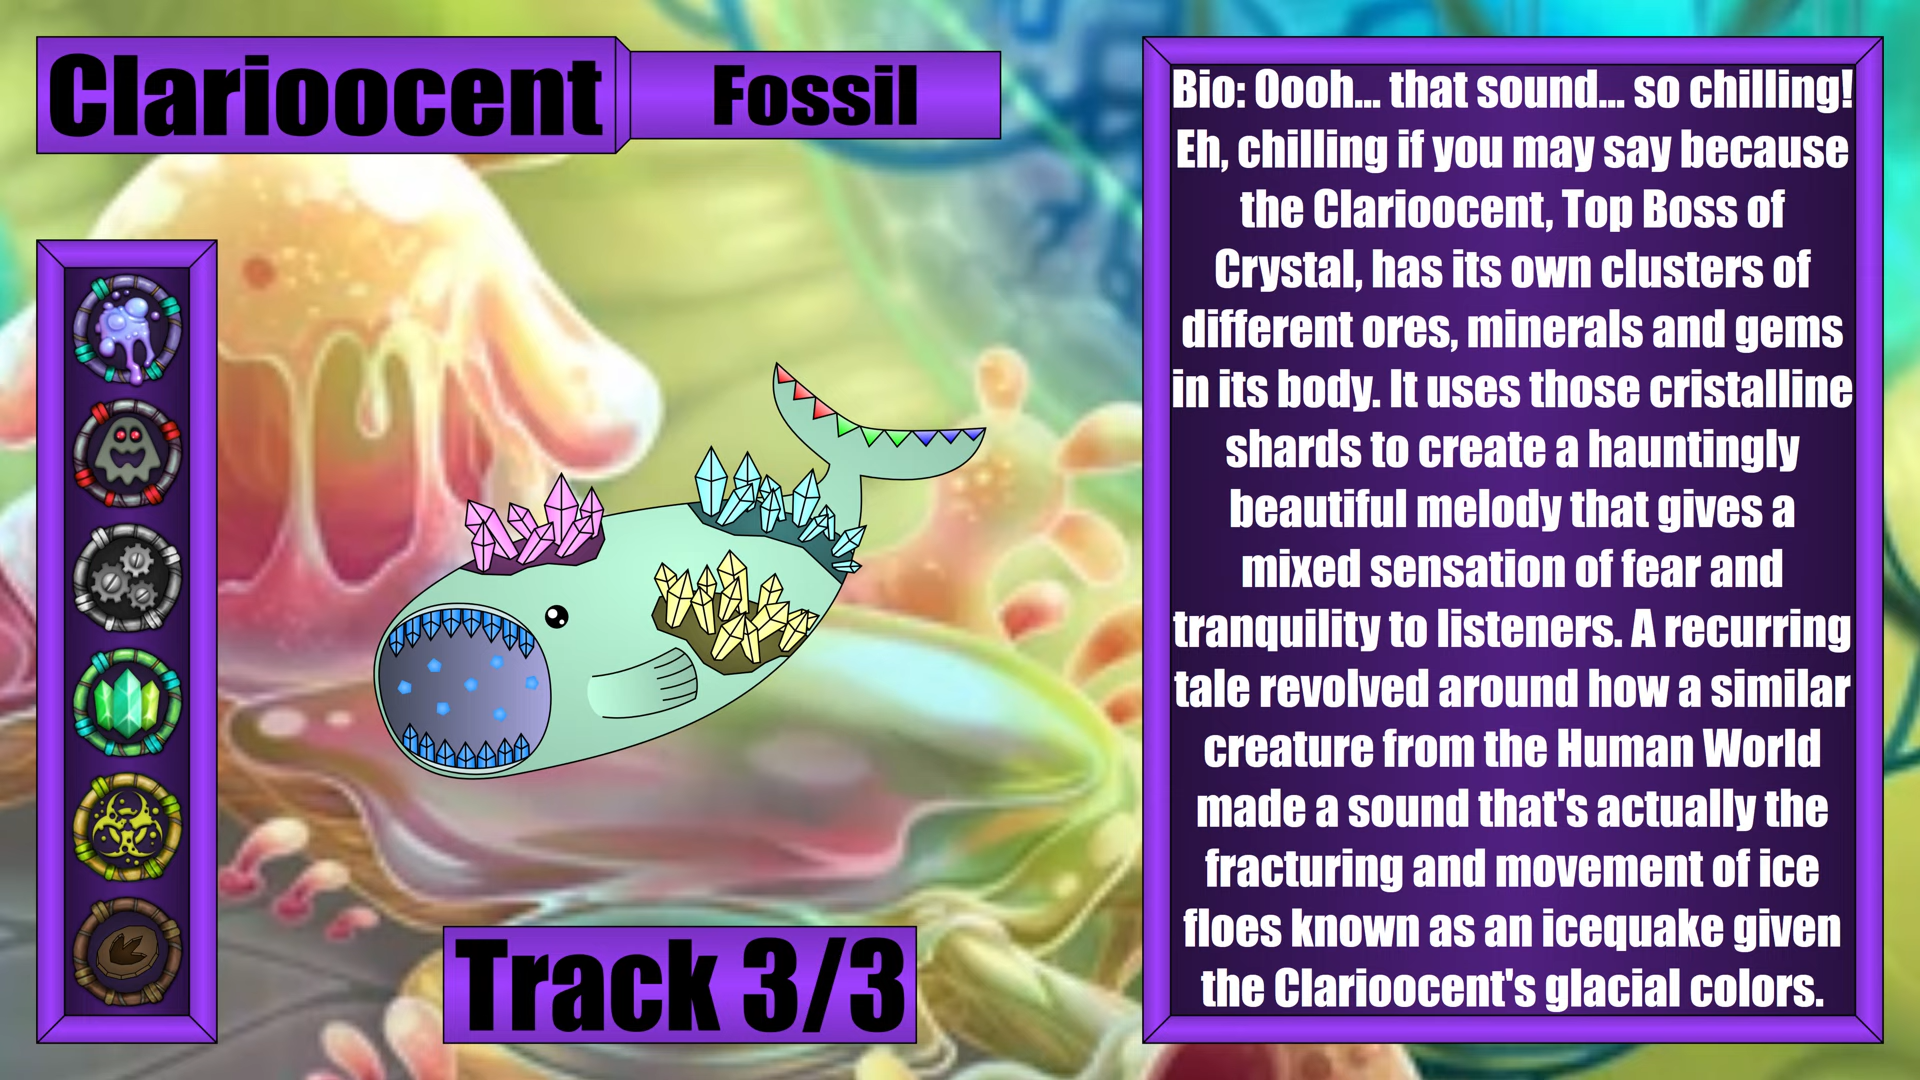 Clarioocent
Fossil
Bio: Oooh... that sound... so chilling!
Eh, chilling if you may say because
the Clarioocent, Top Boss of
Crystal, has its own clusters of
different ores, minerals and gems
in its body. It uses those cristalline
shards to create a hauntingly
beautiful melody that gives a
mixed sensation of fear and
tranquility to listeners. A recurring
tale revolved around how a similar
creature from the Human World
made a sound that's actually the
fracturing and movement of ice
floes known as an icequake given
the Clarioocent's glacial colors.
Track 3/3